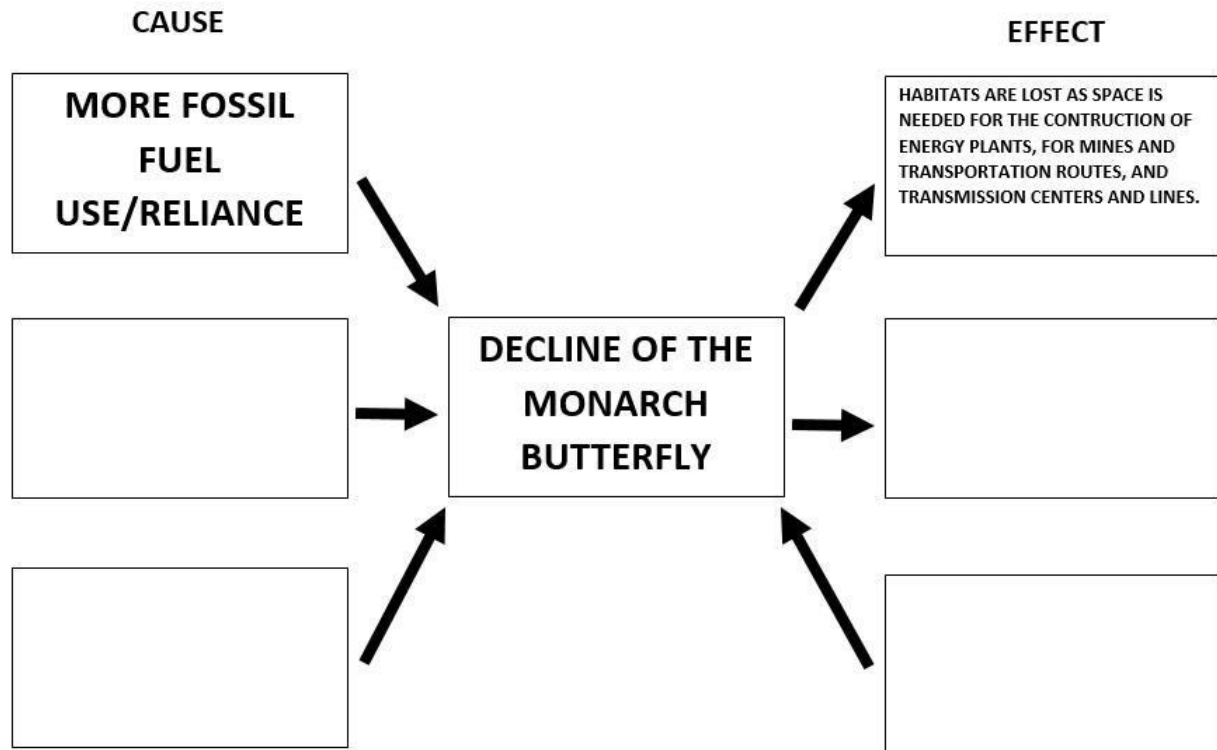 CAUSE
EFFECT
MORE FOSSIL
FUEL
USE/RELIANCE
HABITATS ARE LOST AS SPACE IS
NEEDED FOR THE CONTRUCTION OF
ENERGY PLANTS, FOR MINES AND
TRANSPORTATION ROUTES, AND
TRANSMISSION CENTERS AND LINES.
DECLINE OF THE
MONARCH
BUTTERFLY